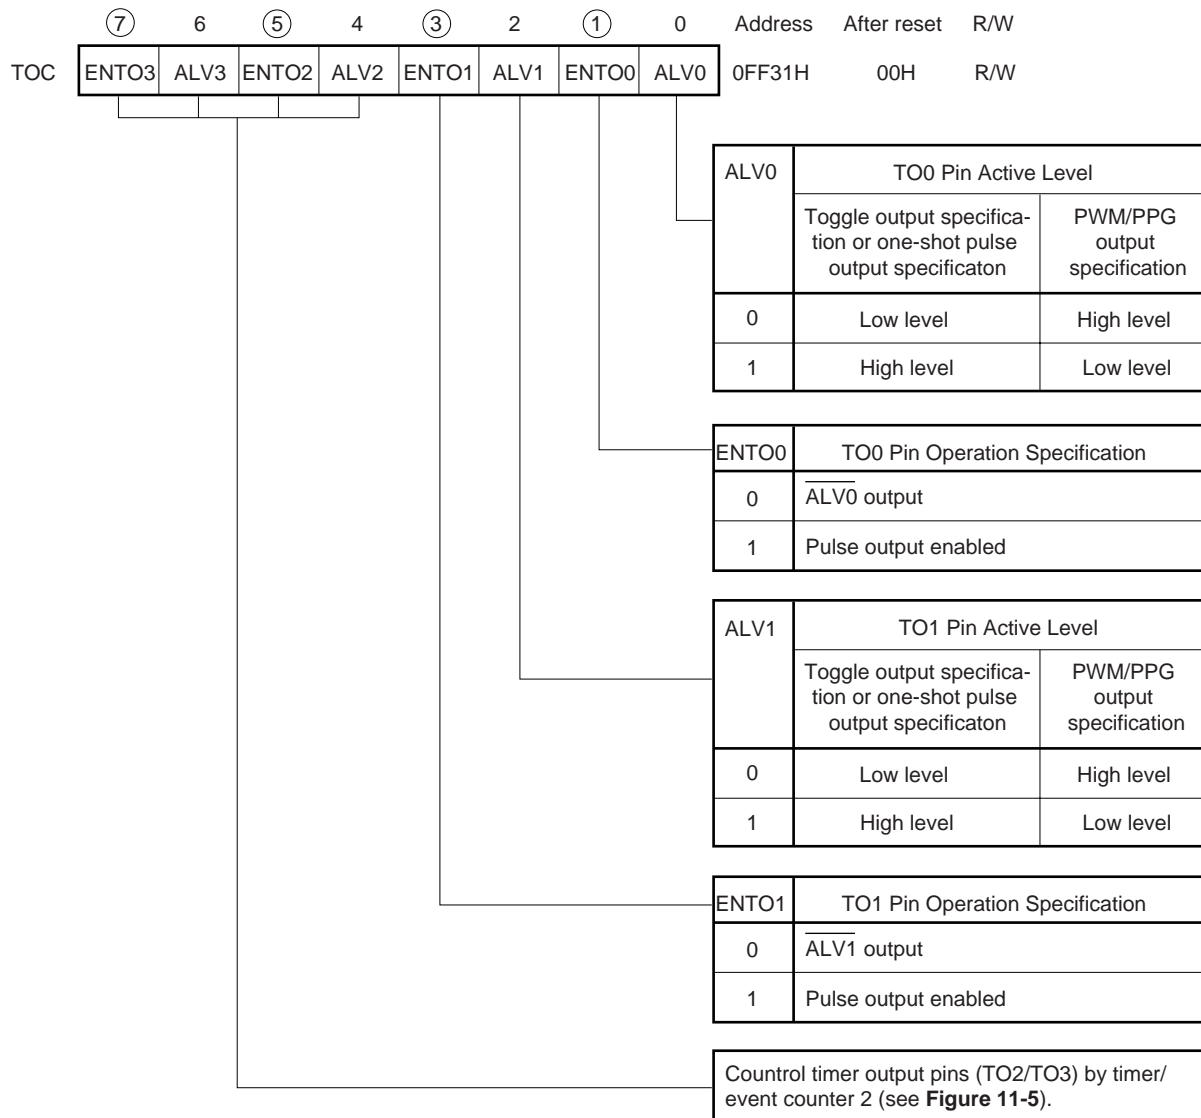 ⑦ 6 ⑤ 4 ③ 2 ① 0 Address After reset R/W
TOC ENTO3 ALV3 ENTO2 ALV2 ENTO1 ALV1 ENTO0 ALV0 0FF31H 00H R/W
ALV0 TO0 Pin Active Level
Toggle output specifica-
tion or one-shot pulse
output specificaton
PWM/PPG
output
specification
0 Low level High level
1 High level Low level
ENTO0 TO0 Pin Operation Specification
0 A̅L̅V̅0̅ output
1 Pulse output enabled
ALV1 TO1 Pin Active Level
Toggle output specifica-
tion or one-shot pulse
output specificaton
PWM/PPG
output
specification
0 Low level High level
1 High level Low level
ENTO1 TO1 Pin Operation Specification
0 A̅L̅V̅1̅ output
1 Pulse output enabled
Countrol timer output pins (TO2/TO3) by timer/
event counter 2 (see Figure 11-5).